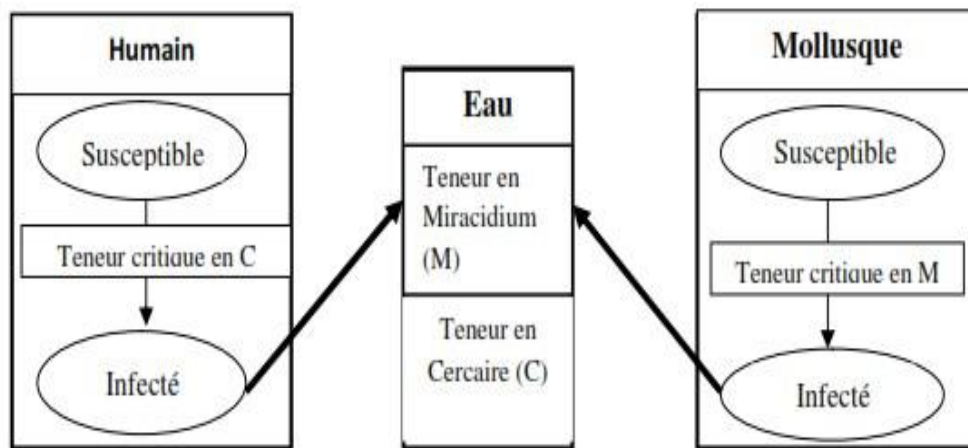 Humain
Susceptible
Teneur critique en C
Infecté
Eau
Teneur en
Miracidium
(M)
Teneur en
Cercaire (C)
Mollusque
Susceptible
Teneur critique en M
Infecté